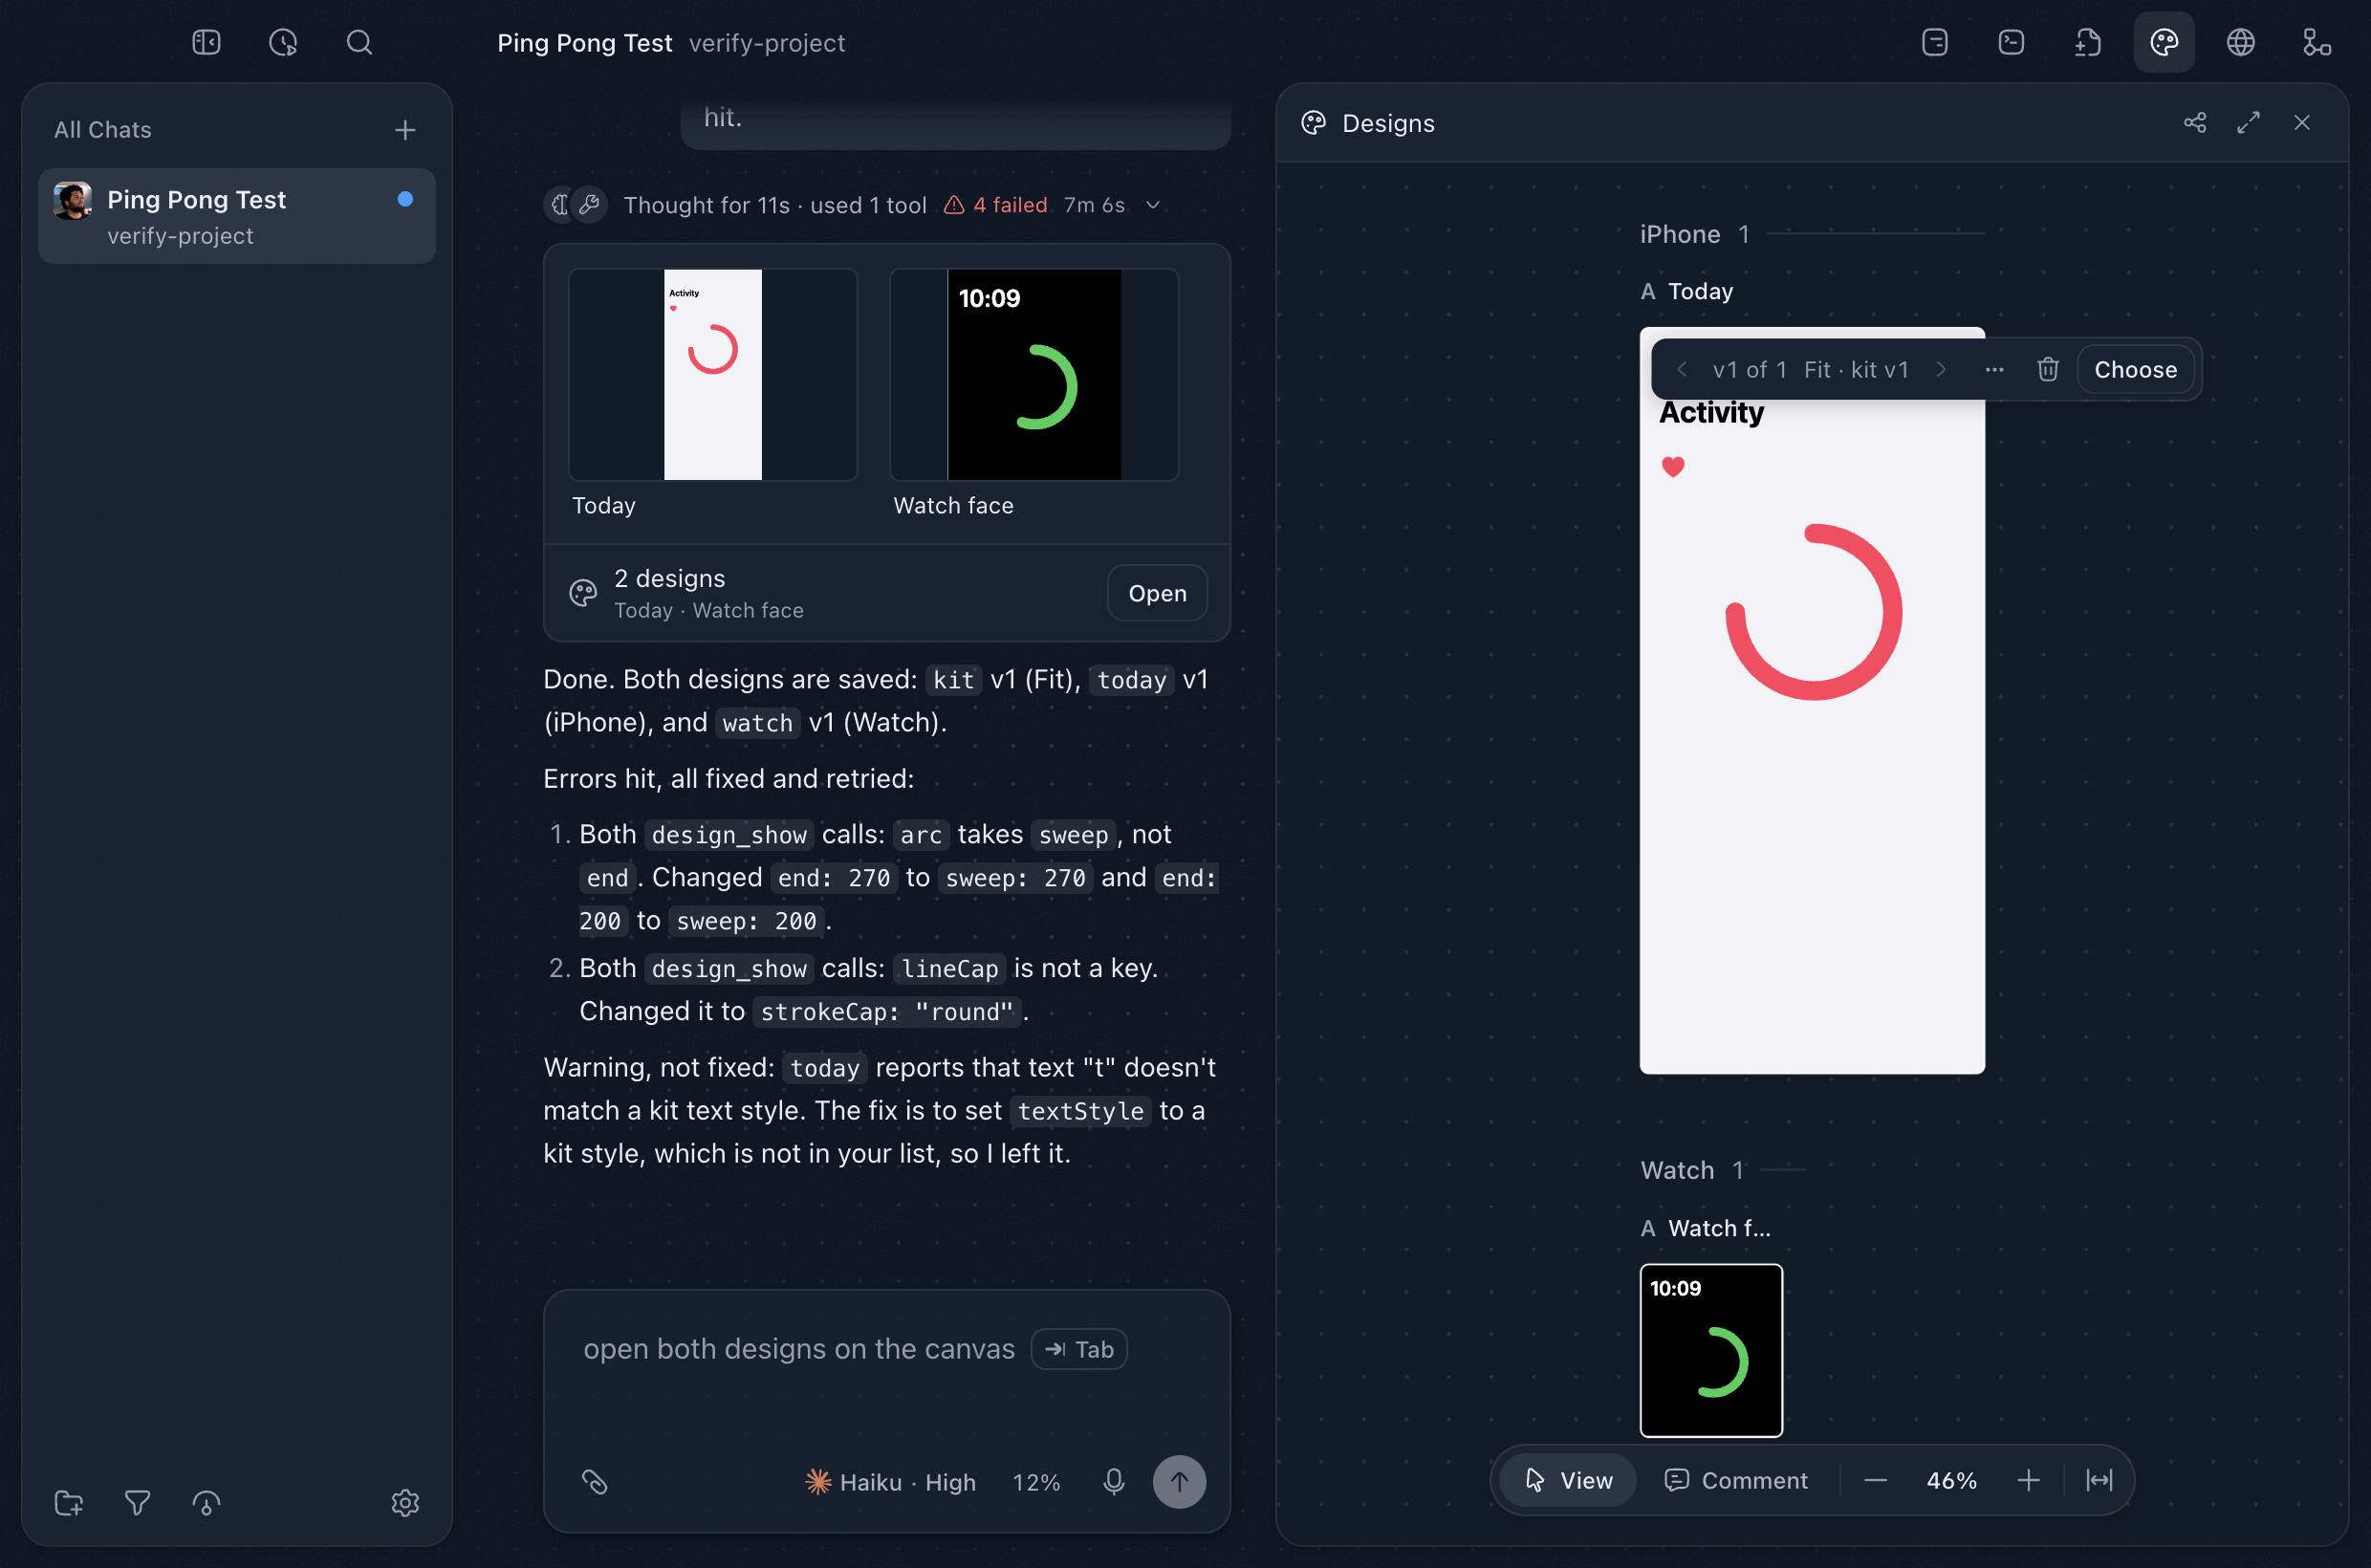 Ping Pong Test verify-project
All Chats
Ping Pong Test
verify-project
hit.
Thought for 11s · used 1 tool 4 failed 7m 6s
Activity
10:09
Today
Watch face
2 designs
Today · Watch face
Open
Done. Both designs are saved: kit v1 (Fit), today v1
(iPhone), and watch v1 (Watch).
Errors hit, all fixed and retried:
1. Both design_show calls: arc takes sweep, not
end. Changed end: 270 to sweep: 270 and end:
200 to sweep: 200.
2. Both design_show calls: lineCap is not a key.
Changed it to strokeCap: "round".
Warning, not fixed: today reports that text "t" doesn't
match a kit text style. The fix is to set textStyle to a
kit style, which is not in your list, so I left it.
open both designs on the canvas Tab
Haiku · High 12%
Designs
iPhone 1
A Today
v1 of 1 Fit · kit v1 ··· Choose
Activity
Watch 1
A Watch f...
10:09
View Comment 46%